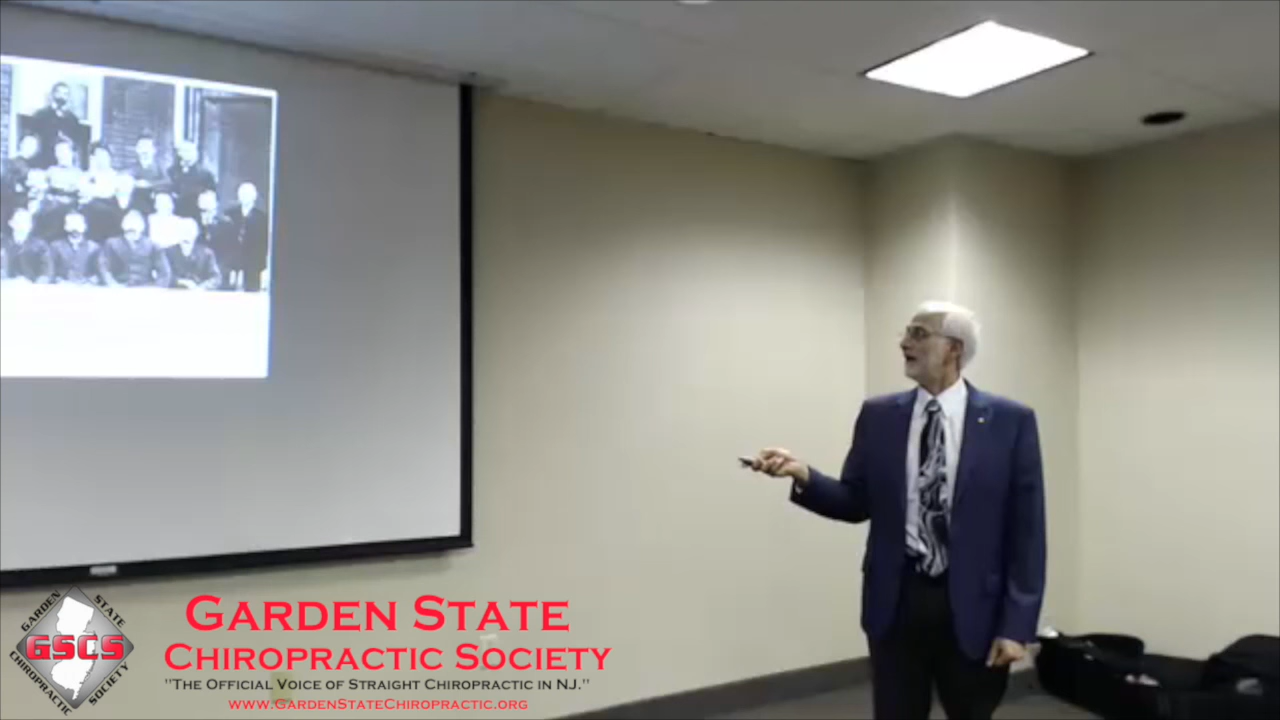 GARDEN STATE
CHIROPRACTIC SOCIETY
GSCS
GARDEN STATE
CHIROPRACTIC SOCIETY
"THE OFFICIAL VOICE OF STRAIGHT CHIROPRACTIC IN NJ."
WWW.GARDENSTATECHIROPRACTIC.ORG